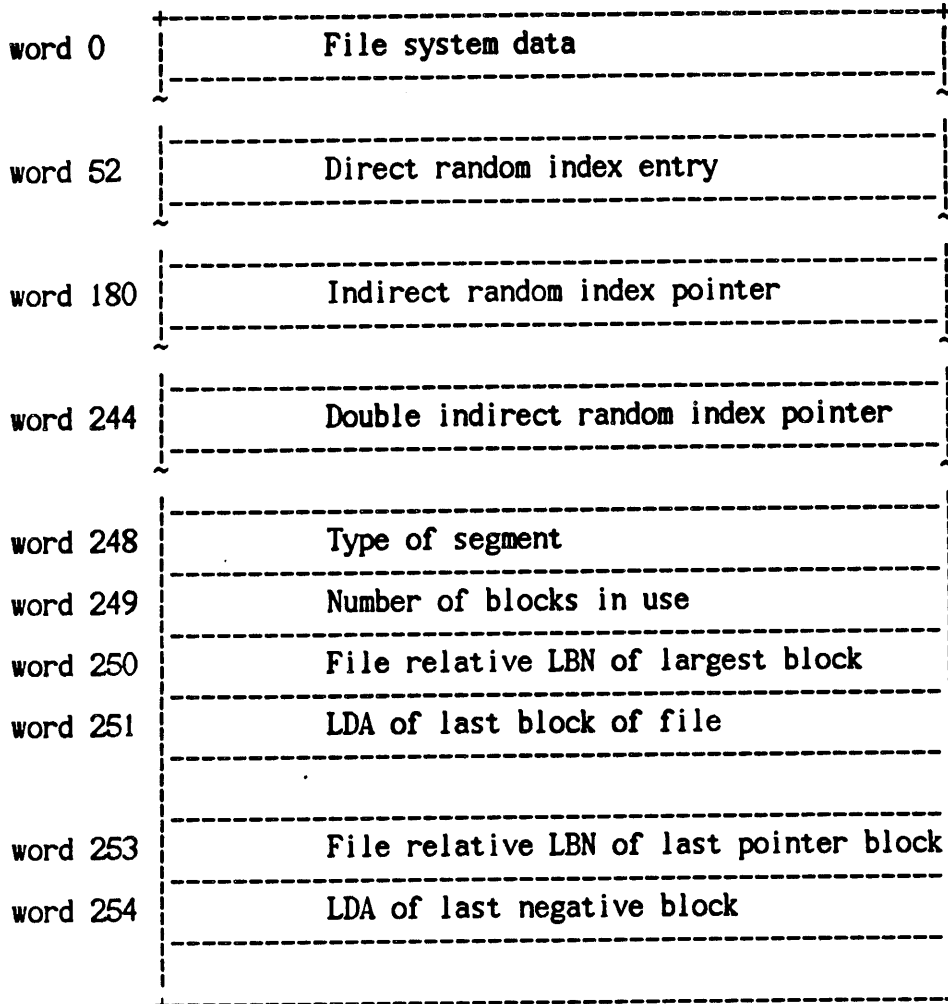 word 0 File system data
word 52 Direct random index entry
word 180 Indirect random index pointer
word 244 Double indirect random index pointer
word 248 Type of segment
word 249 Number of blocks in use
word 250 File relative LBN of largest block
word 251 LDA of last block of file
word 253 File relative LBN of last pointer block
word 254 LDA of last negative block